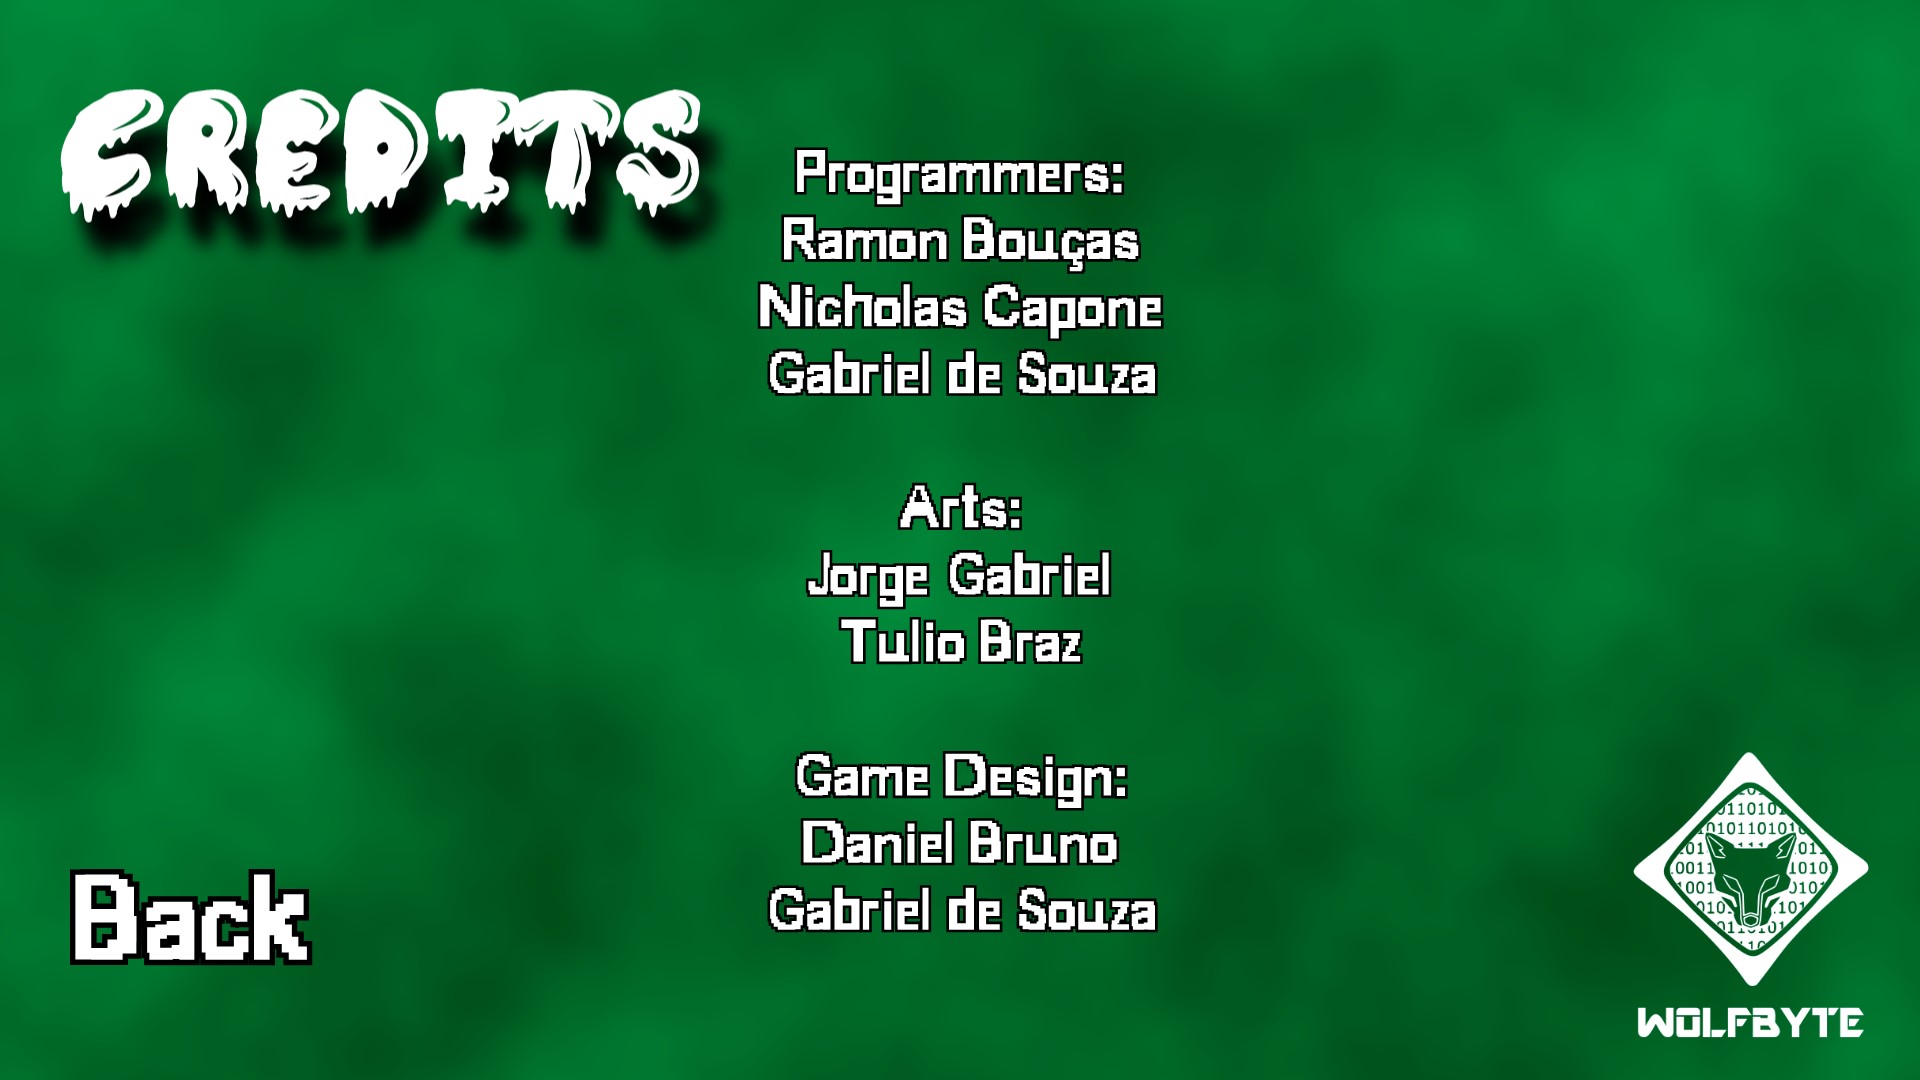 CREDITS
Programmers:
Ramon Bouças
Nicholas Capone
Gabriel de Souza
Arts:
Jorge Gabriel
Tulio Braz
Game Design:
Daniel Bruno
Gabriel de Souza
Back
WOLFBYTE